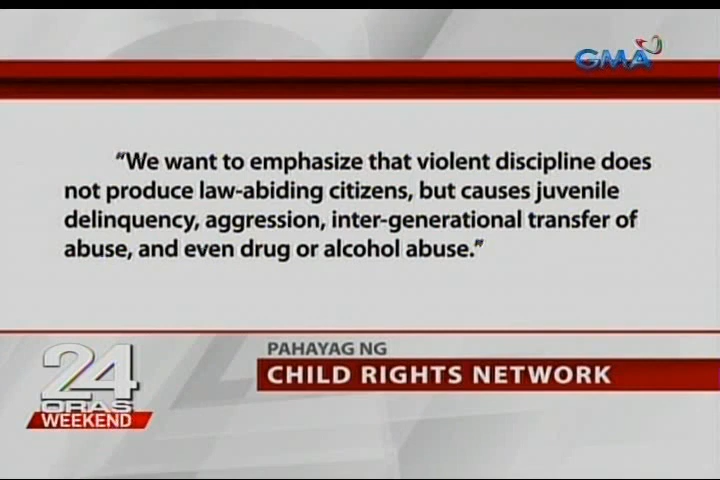 GMA
“We want to emphasize that violent discipline does
not produce law-abiding citizens, but causes juvenile
delinquency, aggression, inter-generational transfer of
abuse, and even drug or alcohol abuse.”
PAHAYAG NG
CHILD RIGHTS NETWORK
24
ORAS
WEEKEND